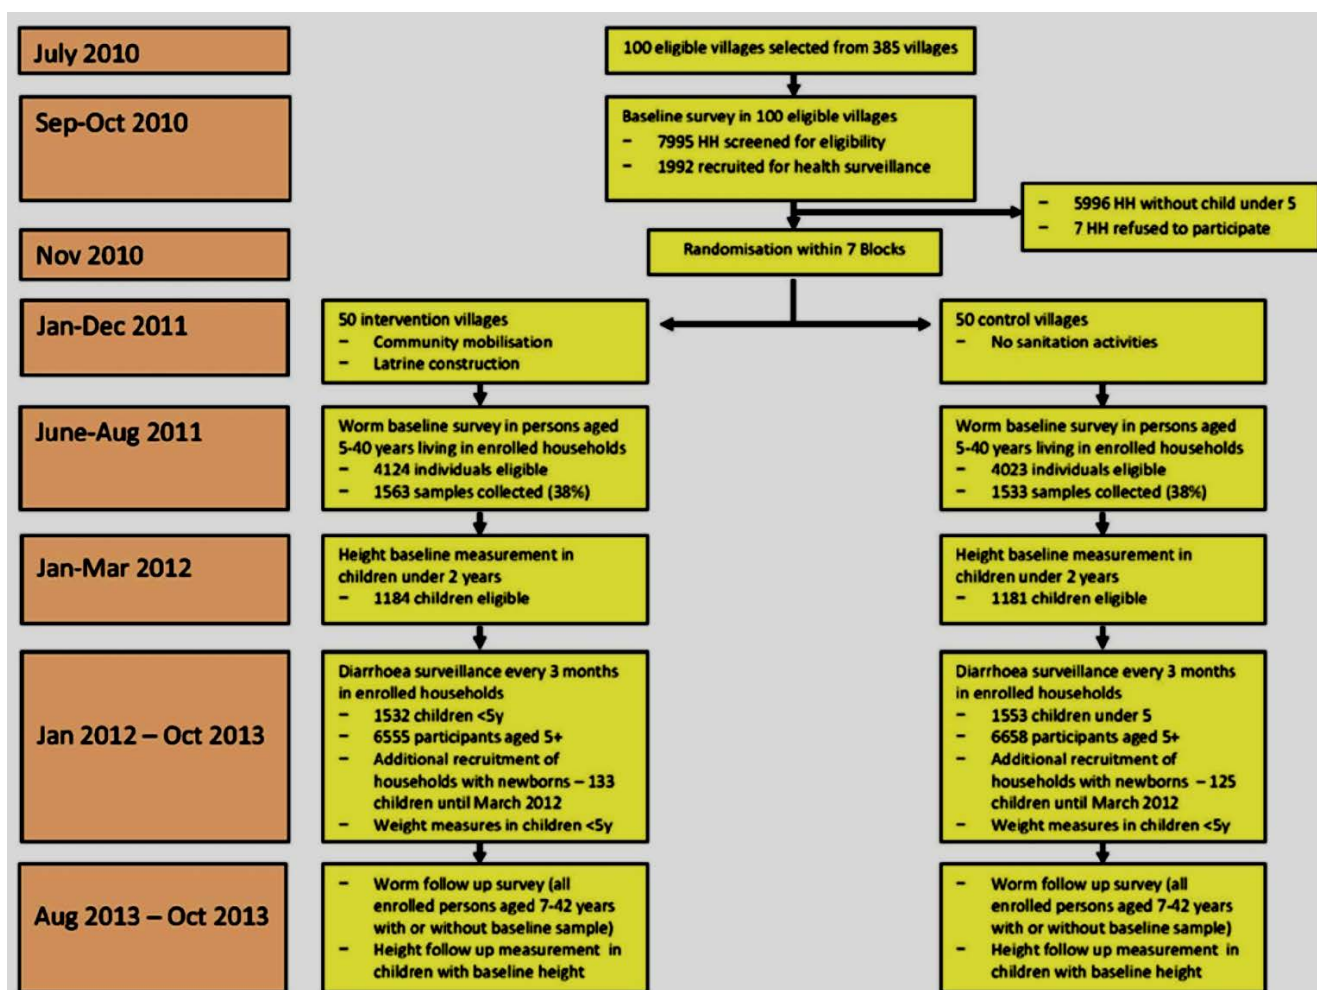 July 2010
100 eligible villages selected from 385 villages
Sep-Oct 2010
Baseline survey in 100 eligible villages
– 7995 HH screened for eligibility
– 1992 recruited for health surveillance
– 5996 HH without child under 5
– 7 HH refused to participate
Nov 2010
Randomisation within 7 Blocks
Jan-Dec 2011
50 intervention villages
– Community mobilisation
– Latrine construction
50 control villages
– No sanitation activities
June-Aug 2011
Worm baseline survey in persons aged
5-40 years living in enrolled households
– 4124 individuals eligible
– 1563 samples collected (38%)
Worm baseline survey in persons aged
5-40 years living in enrolled households
– 4023 individuals eligible
– 1533 samples collected (38%)
Jan-Mar 2012
Height baseline measurement in
children under 2 years
– 1184 children eligible
Height baseline measurement in
children under 2 years
– 1181 children eligible
Jan 2012 – Oct 2013
Diarrhoea surveillance every 3 months
in enrolled households
– 1532 children <5y
– 6555 participants aged 5+
– Additional recruitment of
households with newborns – 133
children until March 2012
– Weight measures in children <5y
Diarrhoea surveillance every 3 months
in enrolled households
– 1553 children under 5
– 6658 participants aged 5+
– Additional recruitment of
households with newborns – 125
children until March 2012
– Weight measures in children <5y
Aug 2013 – Oct 2013
– Worm follow up survey (all
enrolled persons aged 7-42 years
with or without baseline sample)
– Height follow up measurement in
children with baseline height
– Worm follow up survey (all
enrolled persons aged 7-42 years
with or without baseline sample)
– Height follow up measurement in
children with baseline height